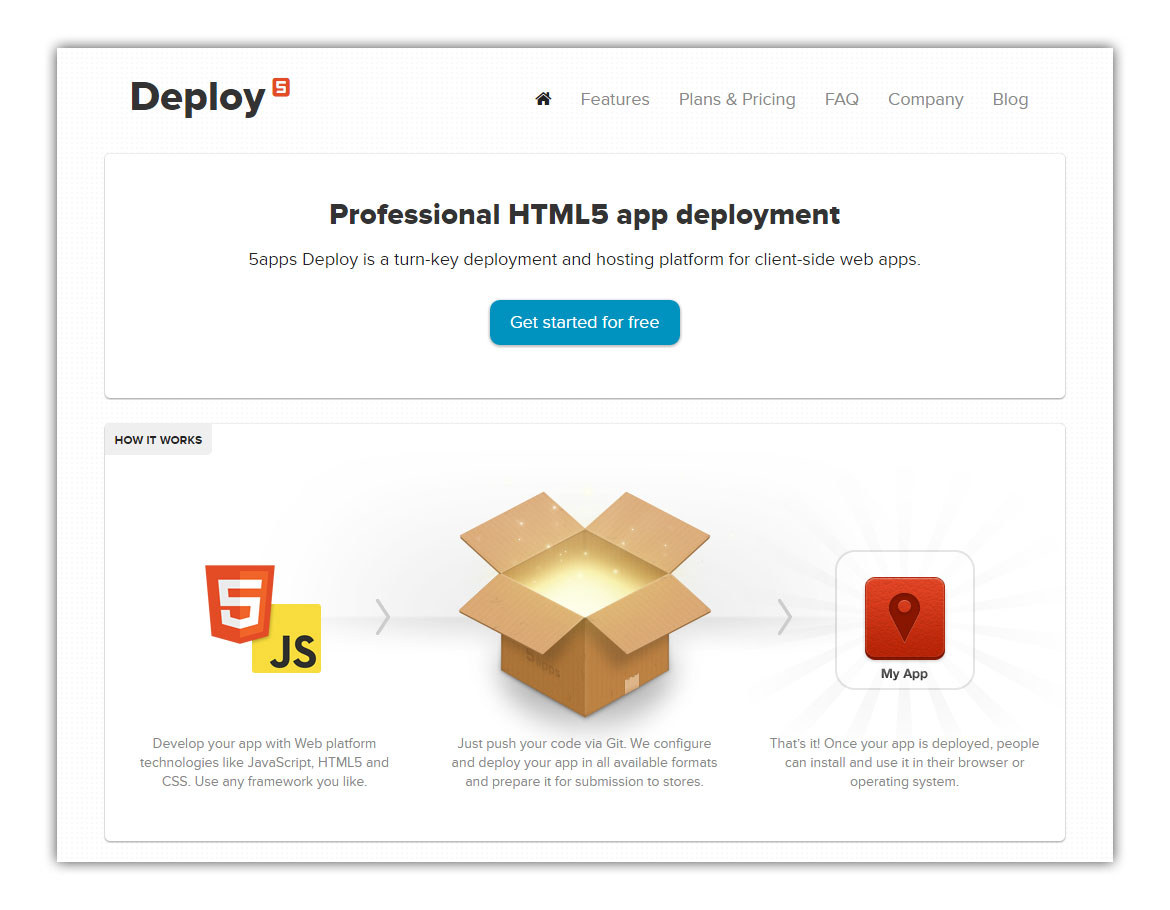 Deploy 5
Features Plans & Pricing FAQ Company Blog
Professional HTML5 app deployment
5apps Deploy is a turn-key deployment and hosting platform for client-side web apps.
Get started for free
HOW IT WORKS
5
JS
5apps
My App
Develop your app with Web platform
technologies like JavaScript, HTML5 and
CSS. Use any framework you like.
Just push your code via Git. We configure
and deploy your app in all available formats
and prepare it for submission to stores.
That's it! Once your app is deployed, people
can install and use it in their browser or
operating system.